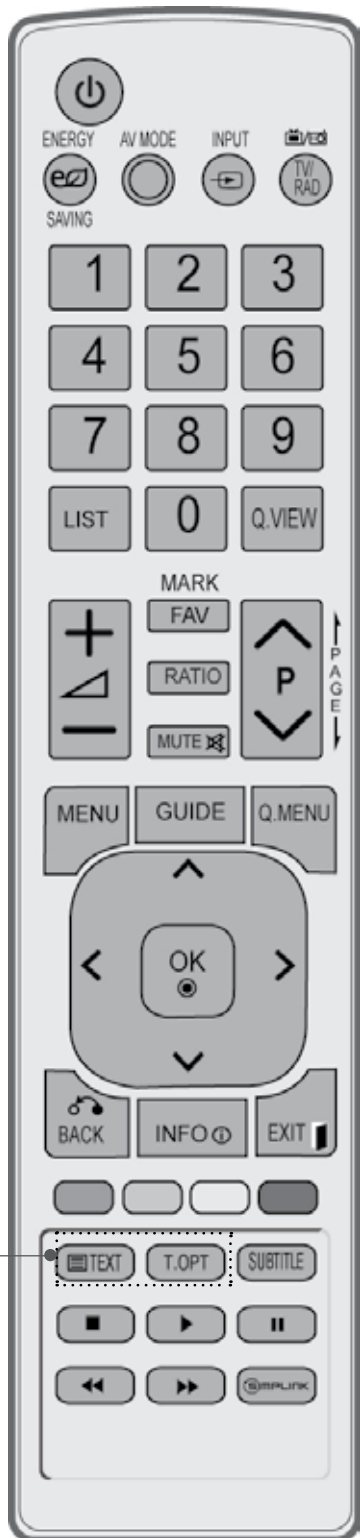 ENERGY AV MODE INPUT
TV/
RAD
SAVING
1 2 3
4 5 6
7 8 9
LIST 0 Q.VIEW
MARK
FAV
RATIO
P
PAGE
MUTE
MENU GUIDE Q.MENU
OK
BACK INFO EXIT
TEXT T.OPT SUBTITLE
SIMPLINK